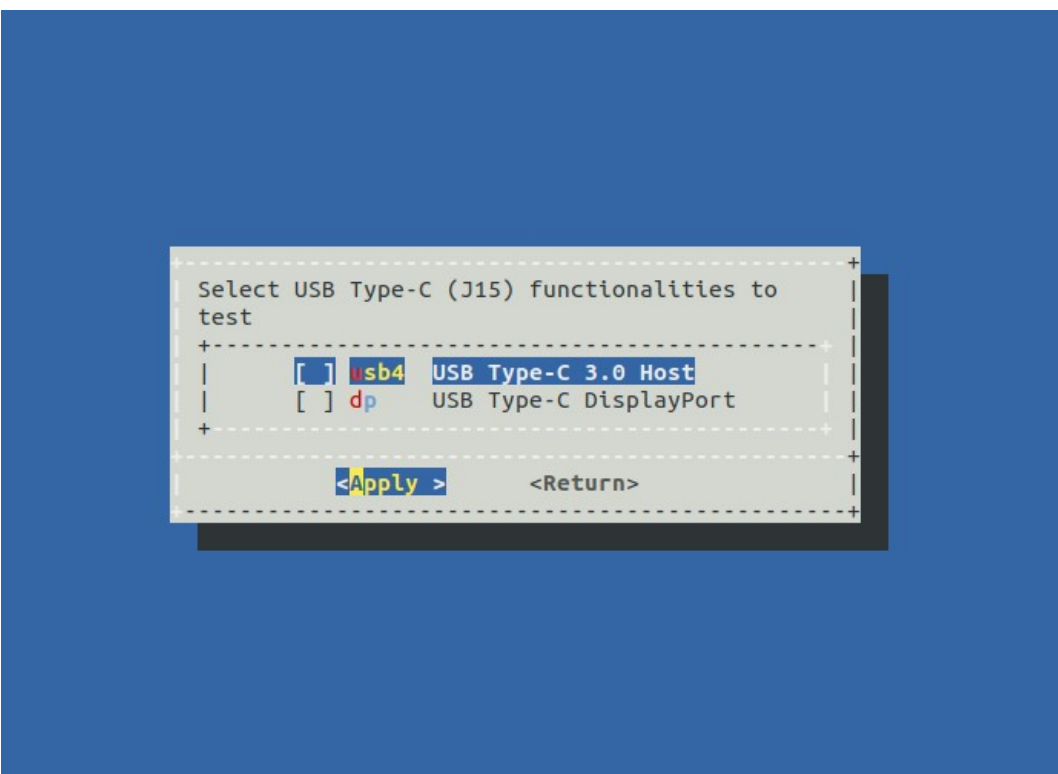 Select USB Type-C (J15) functionalities to
test
[ ] usb4 USB Type-C 3.0 Host
[ ] dp USB Type-C DisplayPort
<Apply > <Return>